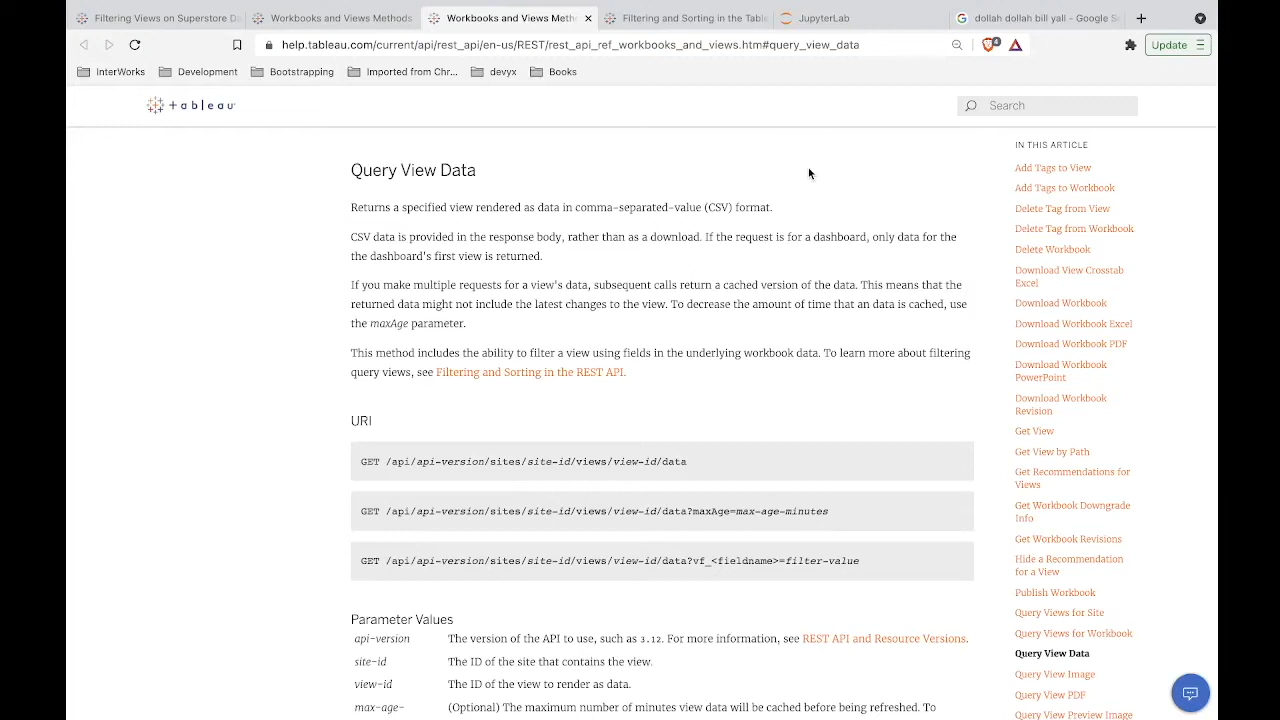 Filtering Views on Superstore Da
Workbooks and Views Methods
Workbooks and Views Meth
Filtering and Sorting in the Table
JupyterLab
dollah dollah bill yall - Google Se
help.tableau.com/current/api/rest_api/en-us/REST/rest_api_ref_workbooks_and_views.htm#query_view_data
4
Update
InterWorks
Development
Bootstrapping
Imported from Chr...
devyx
Books
+ a b l e a u
Search
Query View Data
Returns a specified view rendered as data in comma-separated-value (CSV) format.
CSV data is provided in the response body, rather than as a download. If the request is for a dashboard, only data for the
the dashboard's first view is returned.
If you make multiple requests for a view's data, subsequent calls return a cached version of the data. This means that the
returned data might not include the latest changes to the view. To decrease the amount of time that an data is cached, use
the maxAge parameter.
This method includes the ability to filter a view using fields in the underlying workbook data. To learn more about filtering
query views, see Filtering and Sorting in the REST API.
URI
GET /api/api-version/sites/site-id/views/view-id/data
GET /api/api-version/sites/site-id/views/view-id/data?maxAge=max-age-minutes
GET /api/api-version/sites/site-id/views/view-id/data?vf_<fieldname>=filter-value
Parameter Values
api-version The version of the API to use, such as 3.12. For more information, see REST API and Resource Versions.
site-id The ID of the site that contains the view.
view-id The ID of the view to render as data.
max-age- (Optional) The maximum number of minutes view data will be cached before being refreshed. To
IN THIS ARTICLE
Add Tags to View
Add Tags to Workbook
Delete Tag from View
Delete Tag from Workbook
Delete Workbook
Download View Crosstab
Excel
Download Workbook
Download Workbook Excel
Download Workbook PDF
Download Workbook
PowerPoint
Download Workbook
Revision
Get View
Get View by Path
Get Recommendations for
Views
Get Workbook Downgrade
Info
Get Workbook Revisions
Hide a Recommendation
for a View
Publish Workbook
Query Views for Site
Query Views for Workbook
Query View Data
Query View Image
Query View PDF
Query View Preview Image